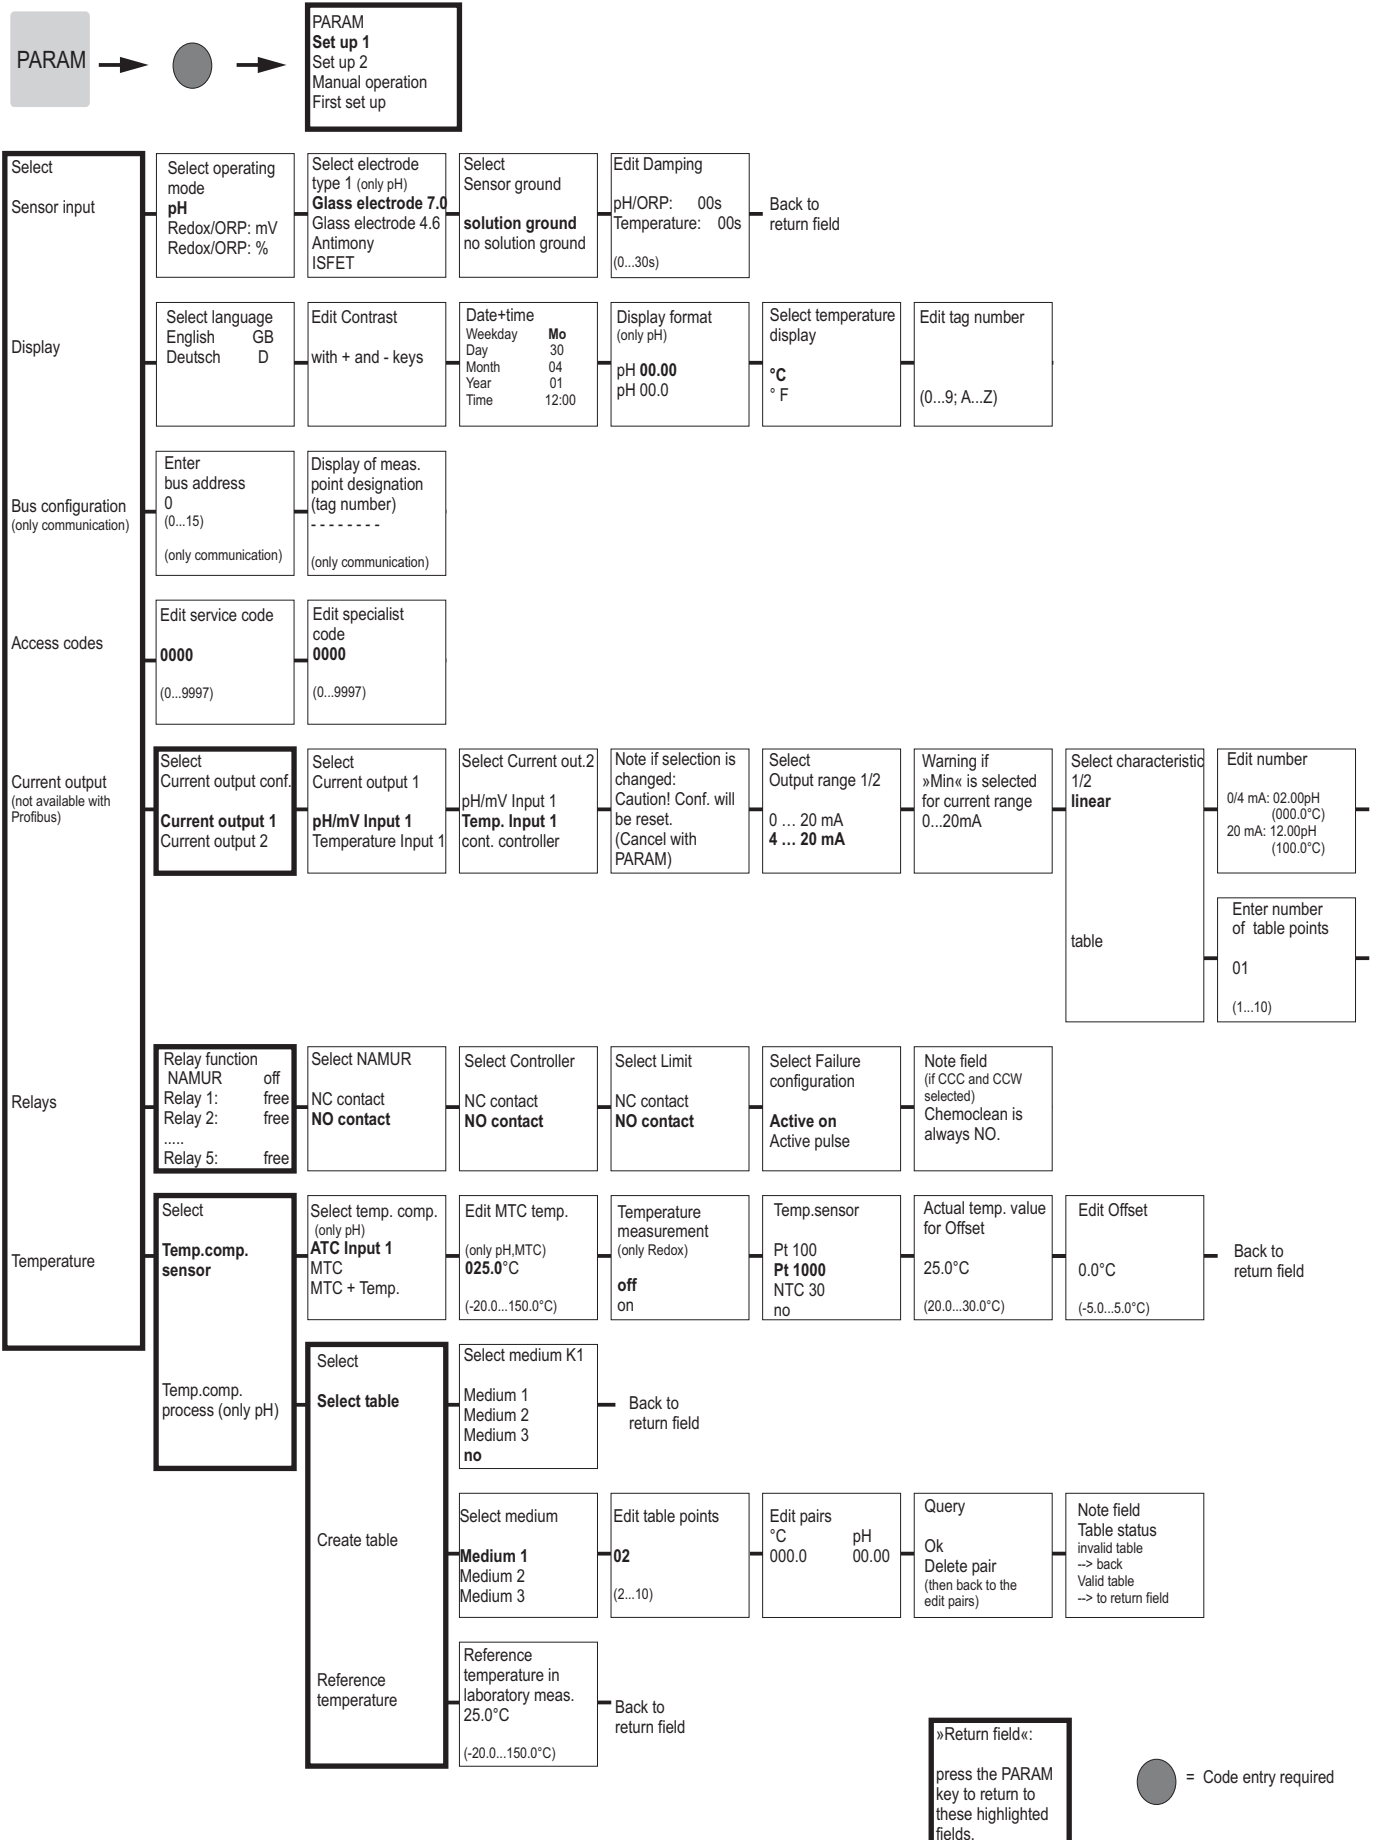 PARAM
PARAM
Set up 1
Set up 2
Manual operation
First set up
Select
Sensor input
Select operating
mode
pH
Redox/ORP: mV
Redox/ORP: %
Select electrode
type 1 (only pH)
Glass electrode 7.0
Glass electrode 4.6
Antimony
ISFET
Select
Sensor ground
solution ground
no solution ground
Edit Damping
pH/ORP: 00s
Temperature: 00s
(0...30s)
Back to
return field
Display
Select language
English GB
Deutsch D
Edit Contrast
with + and - keys
Date+time
Weekday Mo
Day 30
Month 04
Year 01
Time 12:00
Display format
(only pH)
pH 00.00
pH 00.0
Select temperature
display
°C
° F
Edit tag number
(0...9; A...Z)
Bus configuration
(only communication)
Enter
bus address
0
(0...15)
(only communication)
Display of meas.
point designation
(tag number)
- - - - - - - -
(only communication)
Access codes
Edit service code
0000
(0...9997)
Edit specialist
code
0000
(0...9997)
Current output
(not available with
Profibus)
Select
Current output conf.
Current output 1
Current output 2
Select
Current output 1
pH/mV Input 1
Temperature Input 1
Select Current out.2
pH/mV Input 1
Temp. Input 1
cont. controller
Note if selection is
changed:
Caution! Conf. will
be reset.
(Cancel with
PARAM)
Select
Output range 1/2
0 ... 20 mA
4 ... 20 mA
Warning if
»Min« is selected
for current range
0...20mA
Select characteristic
1/2
linear
table
Edit number
0/4 mA: 02.00pH
(000.0°C)
20 mA: 12.00pH
(100.0°C)
Enter number
of table points
01
(1...10)
Relays
Relay function
NAMUR off
Relay 1: free
Relay 2: free
.....
Relay 5: free
Select NAMUR
NC contact
NO contact
Select Controller
NC contact
NO contact
Select Limit
NC contact
NO contact
Select Failure
configuration
Active on
Active pulse
Note field
(if CCC and CCW
selected)
Chemoclean is
always NO.
Temperature
Select
Temp.comp.
sensor
Temp.comp.
process (only pH)
Select temp. comp.
(only pH)
ATC Input 1
MTC
MTC + Temp.
Edit MTC temp.
(only pH,MTC)
025.0°C
(-20.0...150.0°C)
Temperature
measurement
(only Redox)
off
on
Temp.sensor
Pt 100
Pt 1000
NTC 30
no
Actual temp. value
for Offset
25.0°C
(20.0...30.0°C)
Edit Offset
0.0°C
(-5.0...5.0°C)
Back to
return field
Select
Select table
Create table
Reference
temperature
Select medium K1
Medium 1
Medium 2
Medium 3
no
Back to
return field
Select medium
Medium 1
Medium 2
Medium 3
Edit table points
02
(2...10)
Edit pairs
°C pH
000.0 00.00
Query
Ok
Delete pair
(then back to the
edit pairs)
Note field
Table status
invalid table
--> back
Valid table
--> to return field
Reference
temperature in
laboratory meas.
25.0°C
(-20.0...150.0°C)
Back to
return field
»Return field«:
press the PARAM
key to return to
these highlighted
fields.
= Code entry required